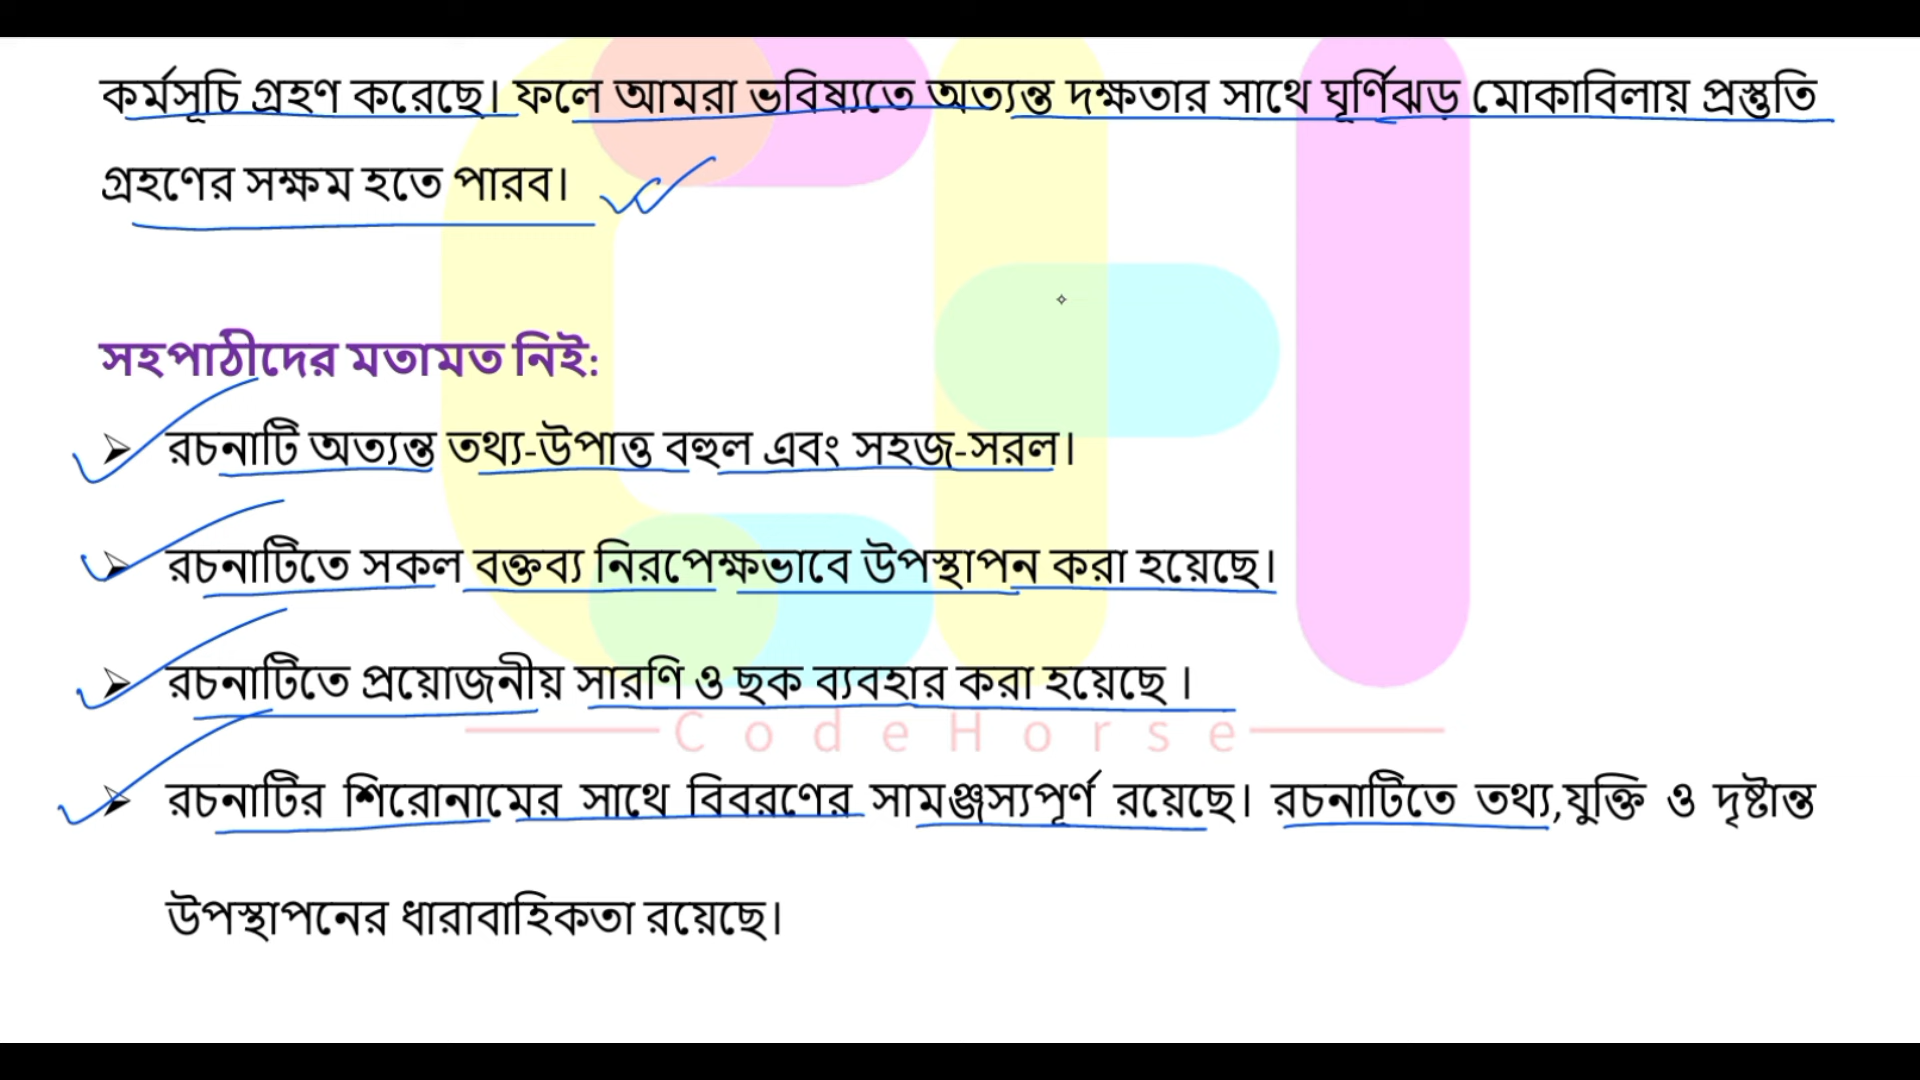 কর্মসূচি গ্রহণ করেছে। ফলে আমরা ভবিষ্যতে অত্যন্ত দক্ষতার সাথে ঘূর্ণিঝড় মোকাবিলায় প্রস্তুতি
গ্রহণের সক্ষম হতে পারব।
সহপাঠীদের মতামত নিই:
➢ রচনাটি অত্যন্ত তথ্য-উপাত্ত বহুল এবং সহজ-সরল।
➢ রচনাটিতে সকল বক্তব্য নিরপেক্ষভাবে উপস্থাপন করা হয়েছে।
➢ রচনাটিতে প্রয়োজনীয় সারণি ও ছক ব্যবহার করা হয়েছে ।
CodeHorse
➢ রচনাটির শিরোনামের সাথে বিবরণের সামঞ্জস্যপূর্ণ রয়েছে। রচনাটিতে তথ্য,যুক্তি ও দৃষ্টান্ত
উপস্থাপনের ধারাবাহিকতা রয়েছে।